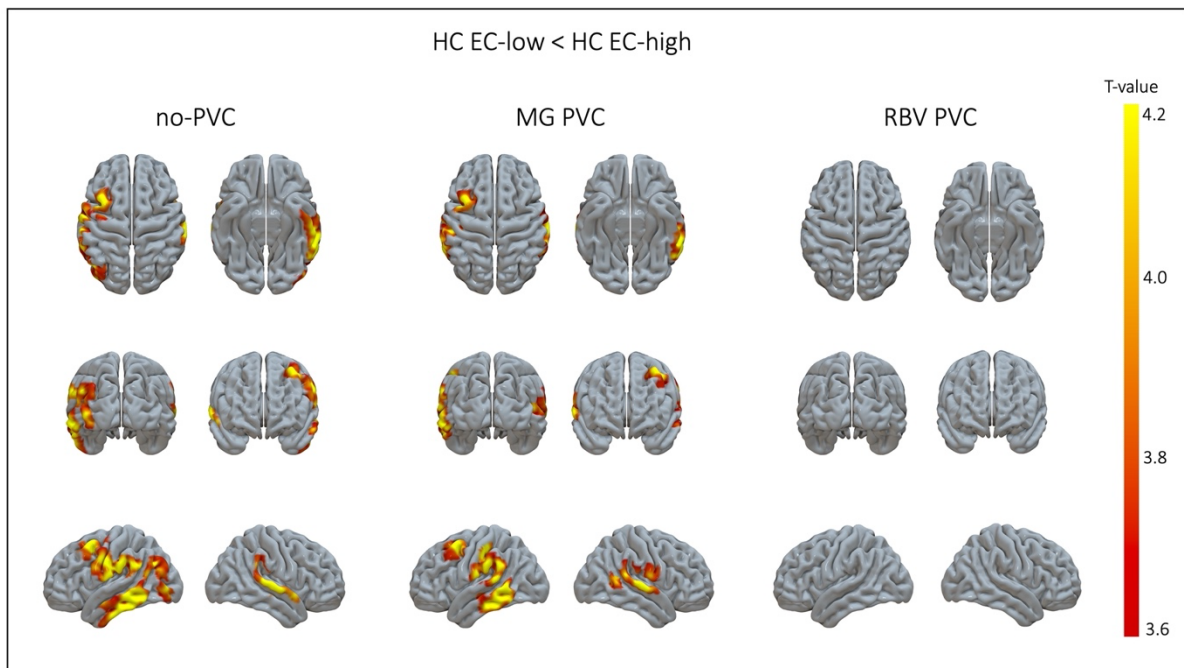 HC EC-low < HC EC-high
no-PVC
MG PVC
RBV PVC
T-value
4.2
4.0
3.8
3.6